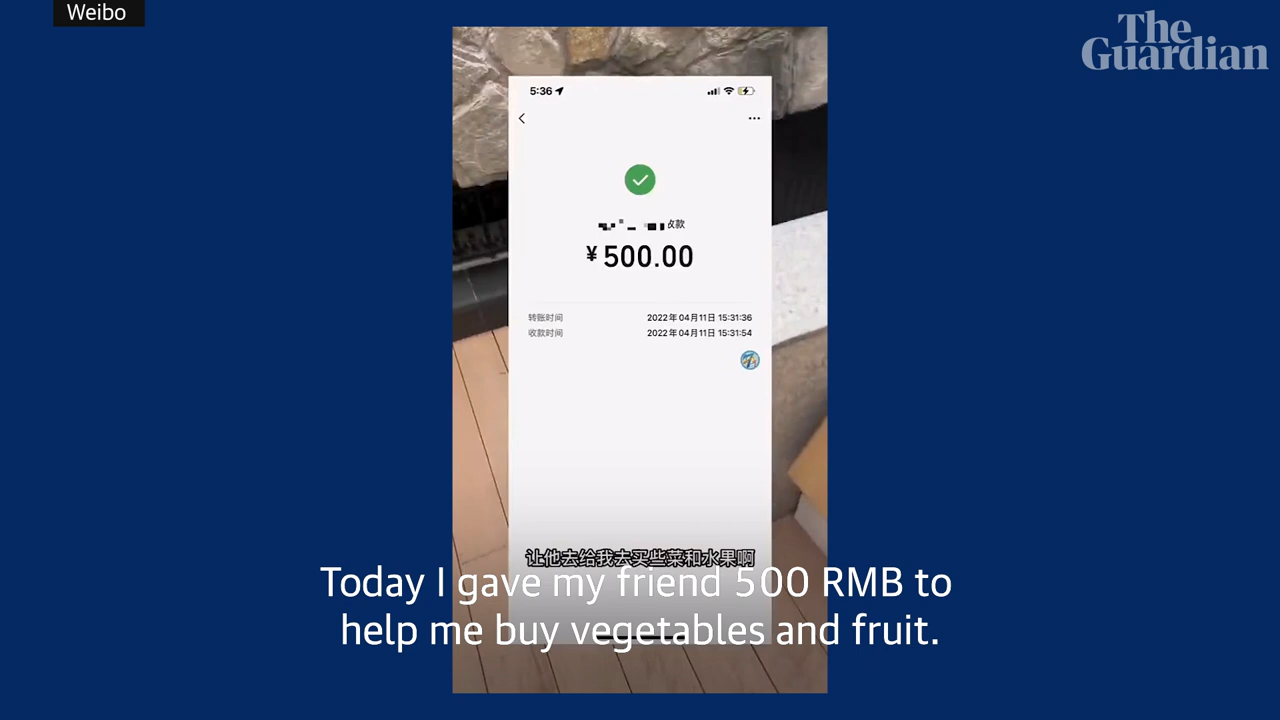 Weibo
The
Guardian
5:36
收款
¥500.00
转账时间 2022年04月11日 15:31:36
收款时间 2022年04月11日 15:31:54
让他去给我去买些菜和水果啊
Today I gave my friend 500 RMB to
help me buy vegetables and fruit.